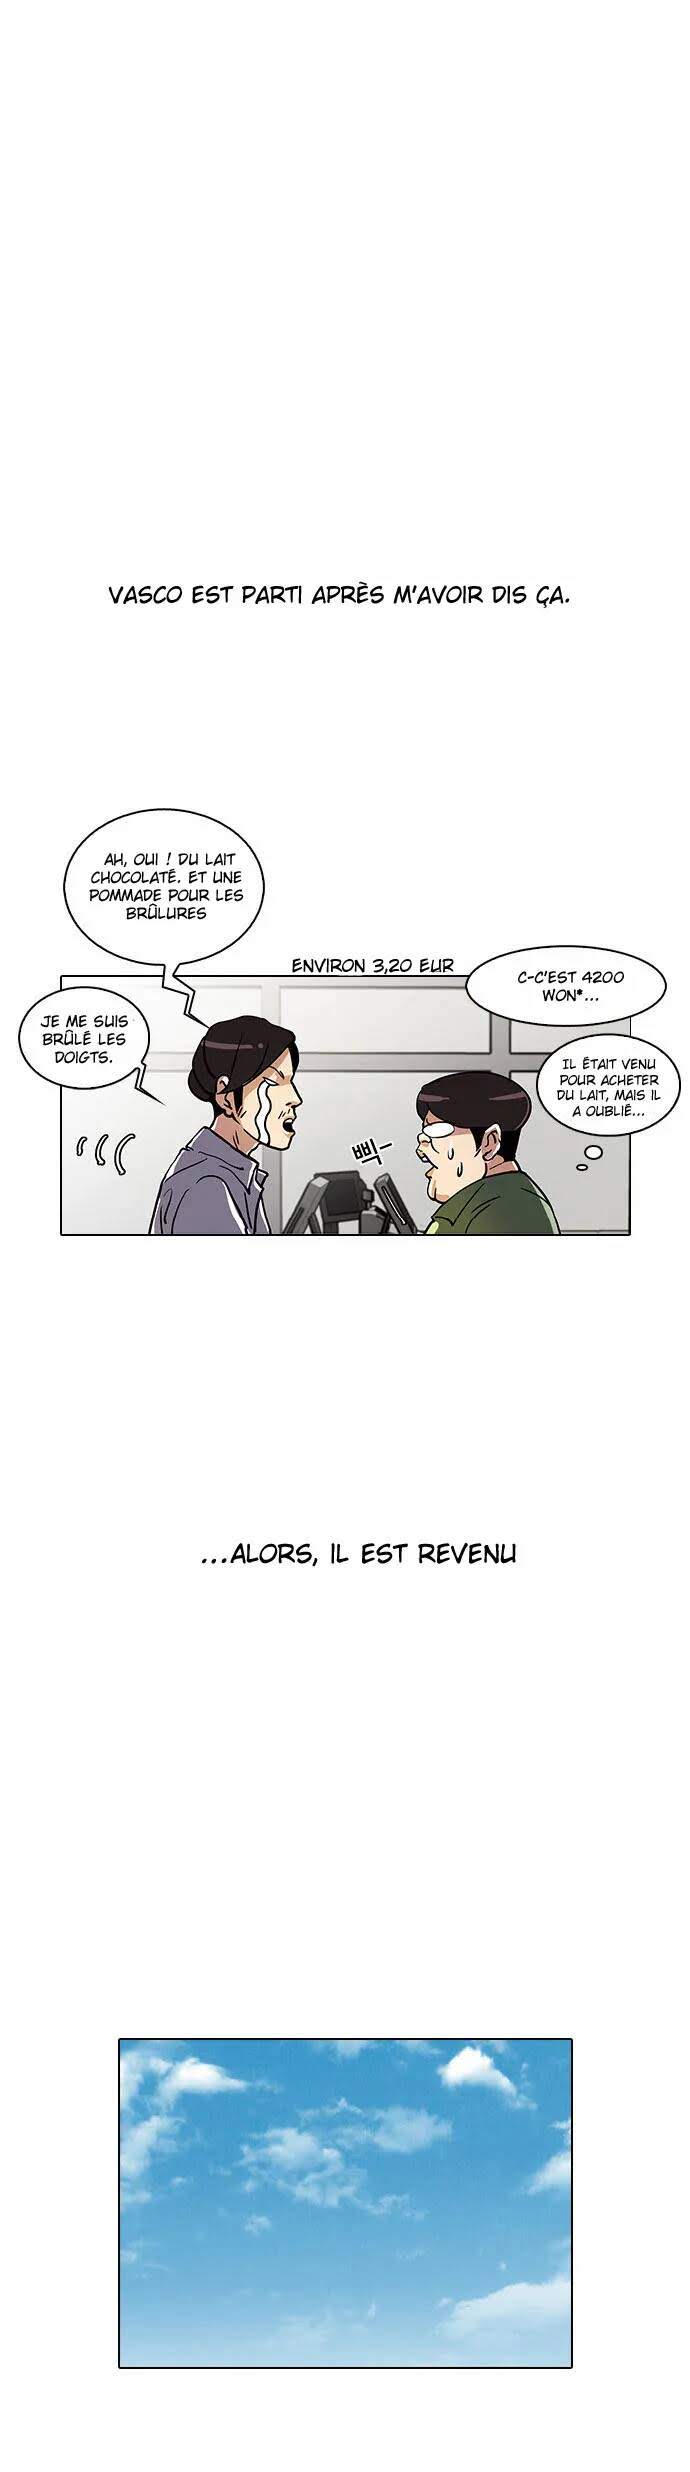 VASCO EST PARTI APRÈS M'AVOIR DIS ÇA.
AH, OUI ! DU LAIT
CHOCOLATÉ. ET UNE
POMMADE POUR LES
BRÛLURES
ENVIRON 3,20 EUR
C-C'EST 4200
WON*...
JE ME SUIS
BRÛLÉ LES
DOIGTS.
IL ÉTAIT VENU
POUR ACHETER
DU LAIT, MAIS IL
A OUBLIÉ...
삑-
...ALORS, IL EST REVENU